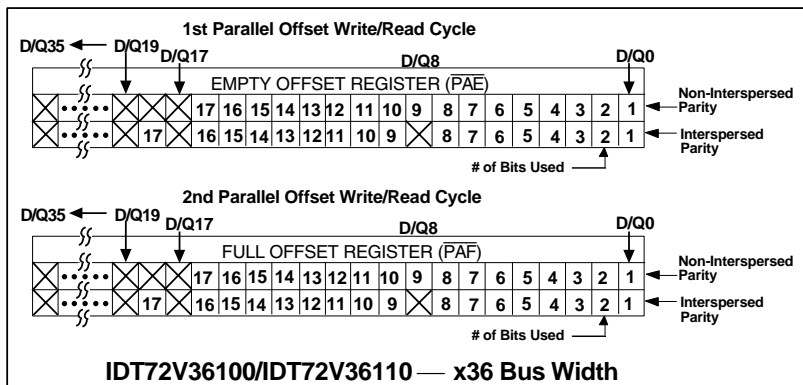 1st Parallel Offset Write/Read Cycle
D/Q35 D/Q19 D/Q17 D/Q8 D/Q0
EMPTY OFFSET REGISTER (PAE)
17 16 15 14 13 12 11 10 9 8 7 6 5 4 3 2 1 Non-Interspersed Parity
17 16 15 14 13 12 11 10 9 8 7 6 5 4 3 2 1 Interspersed Parity
# of Bits Used
2nd Parallel Offset Write/Read Cycle
D/Q35 D/Q19 D/Q17 D/Q8 D/Q0
FULL OFFSET REGISTER (PAF)
17 16 15 14 13 12 11 10 9 8 7 6 5 4 3 2 1 Non-Interspersed Parity
17 16 15 14 13 12 11 10 9 8 7 6 5 4 3 2 1 Interspersed Parity
# of Bits Used
IDT72V36100/IDT72V36110 — x36 Bus Width